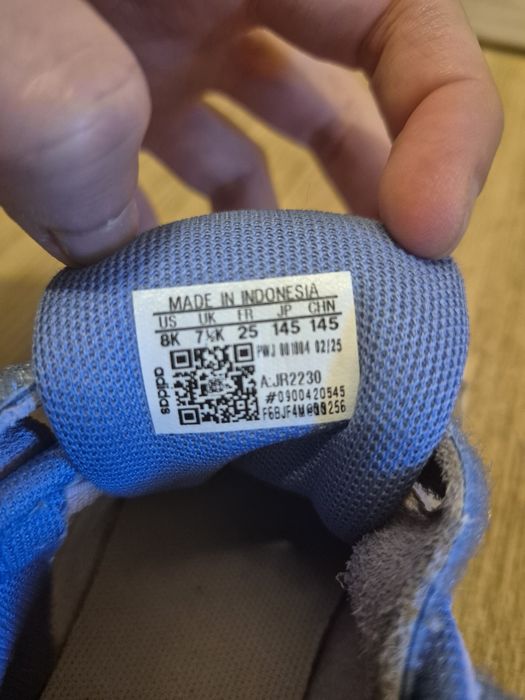 MADE IN INDONESIA
US UK FR JP CHN
8K 7½K 25 145 145
PWJ 001004 02/25
adidas
A:JR2230
#0900420545